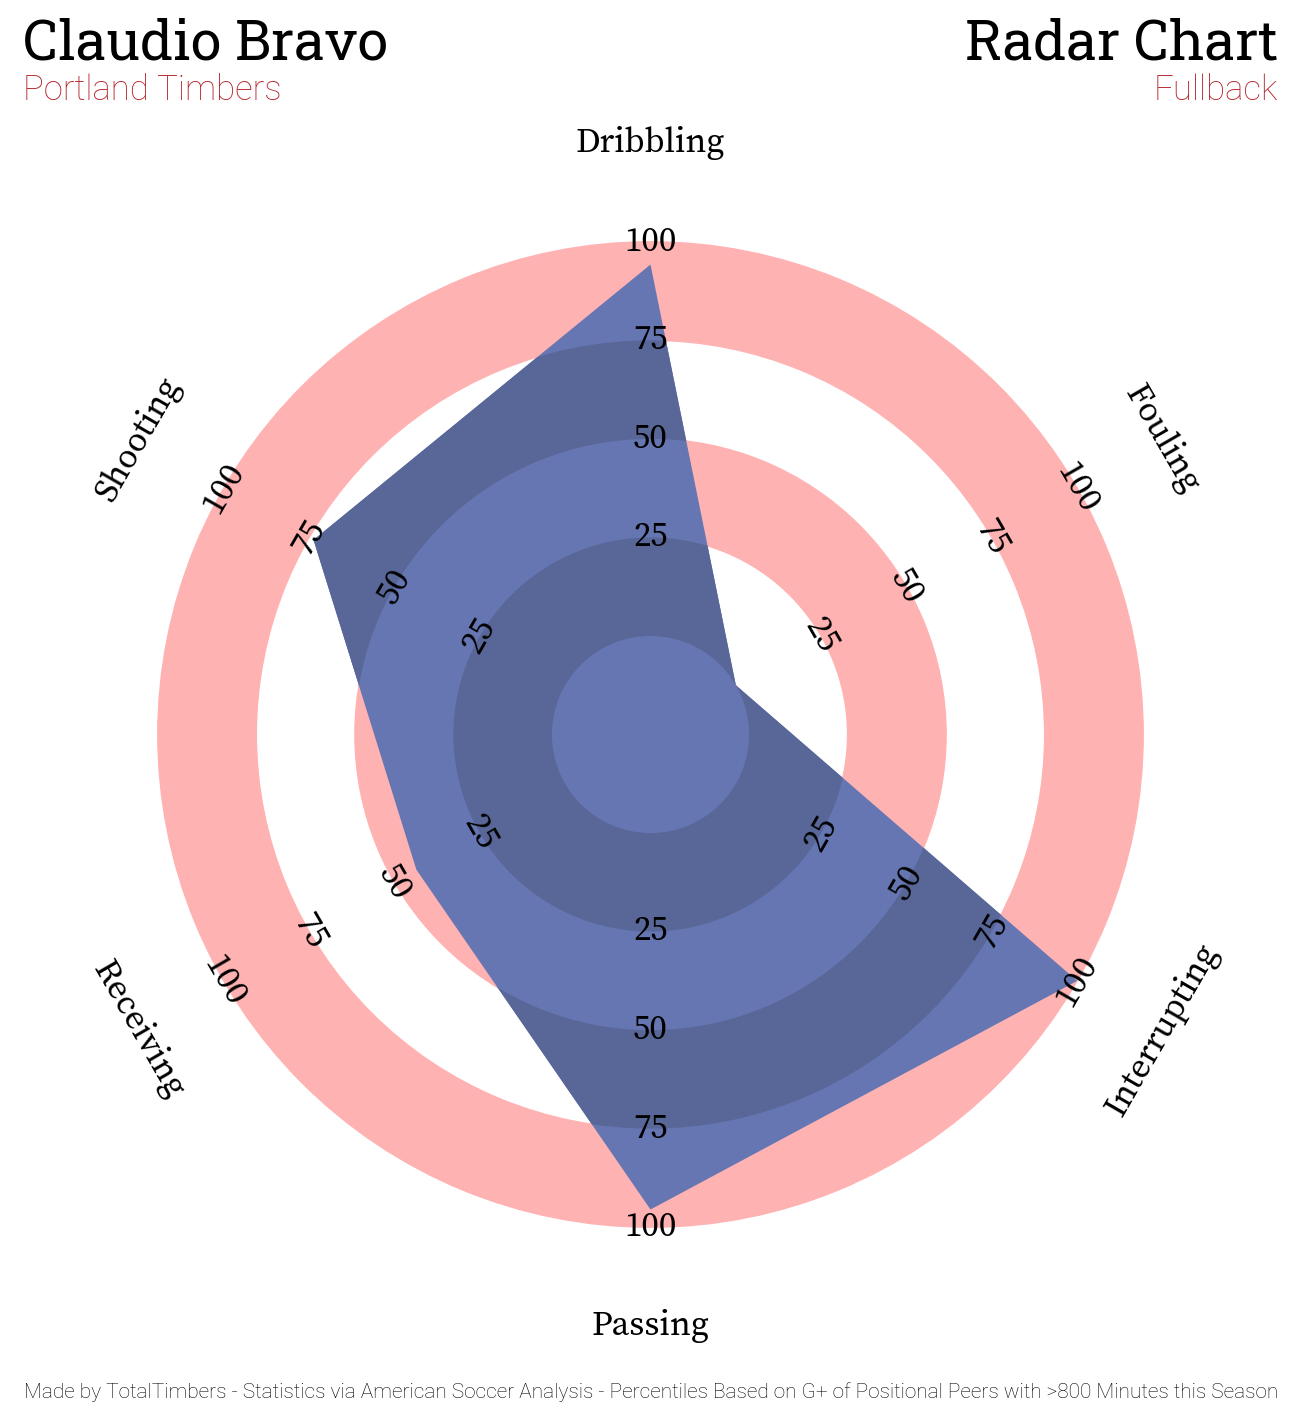 Claudio Bravo
Radar Chart
Portland Timbers
Fullback
Dribbling
100
75
50
25
Fouling
100
75
50
25
Shooting
100
75
50
25
Receiving
25
50
75
100
Interrupting
25
50
75
100
25
50
75
100
Passing
Made by TotalTimbers - Statistics via American Soccer Analysis - Percentiles Based on G+ of Positional Peers with >800 Minutes this Season